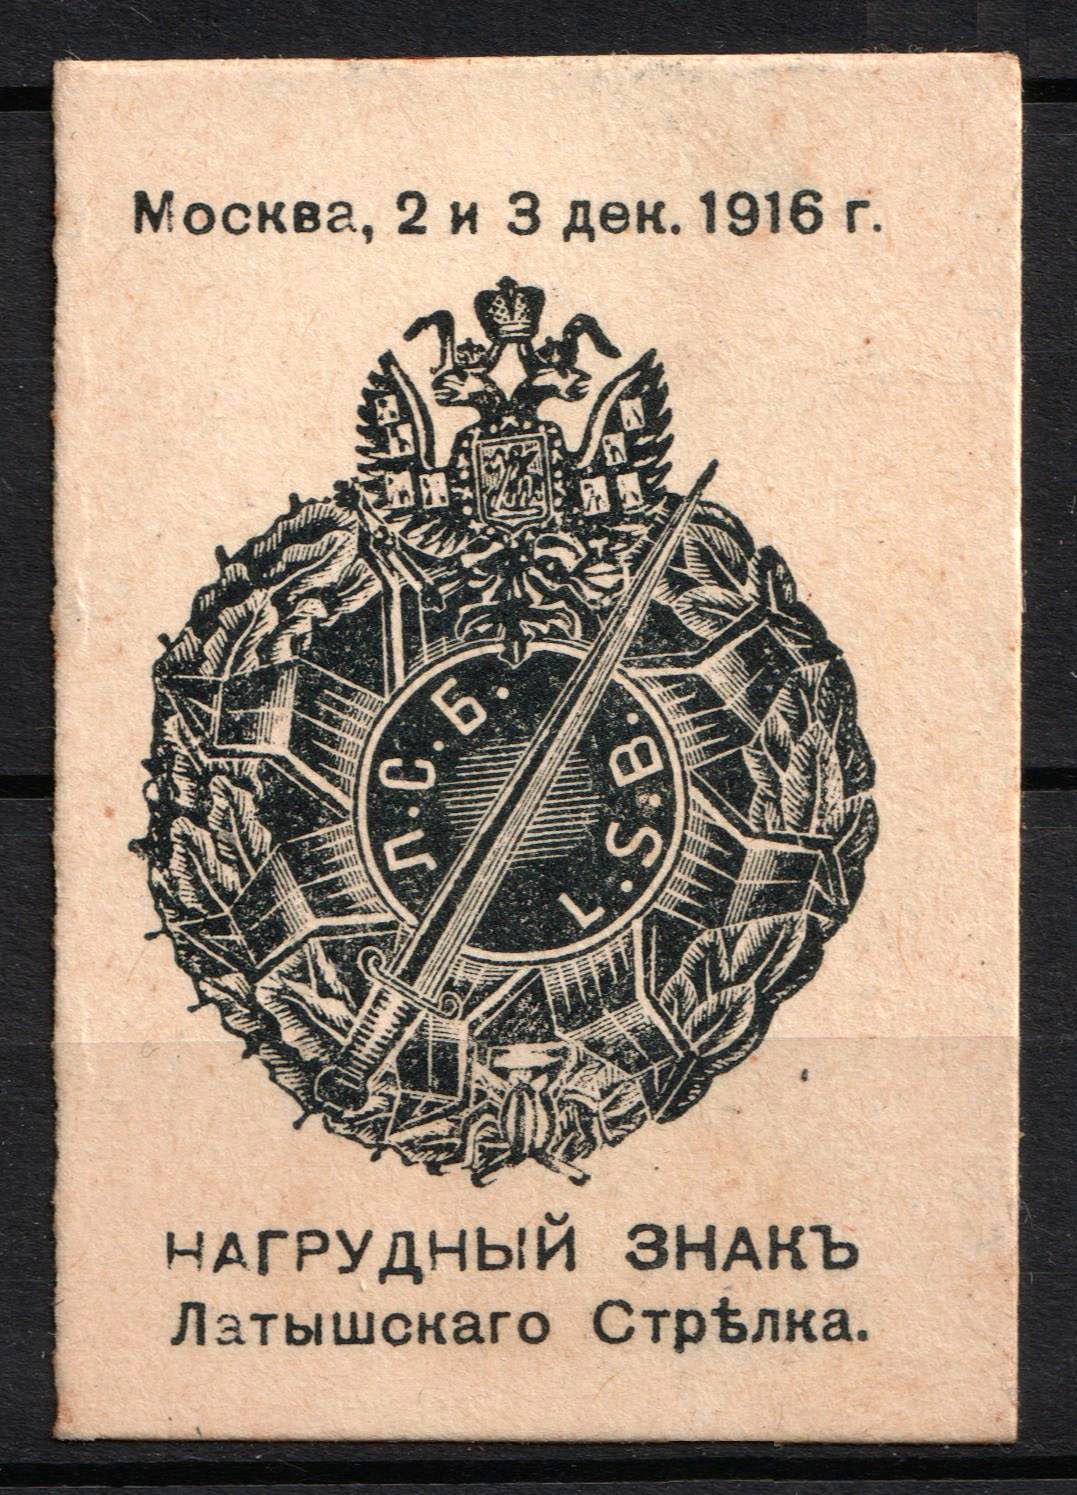 Москва, 2 и 3 дек. 1916 г.
Л.С.Б.
L.S.B.
НАГРУДНЫЙ ЗНАКЪ
Латышскаго Стрѣлка.